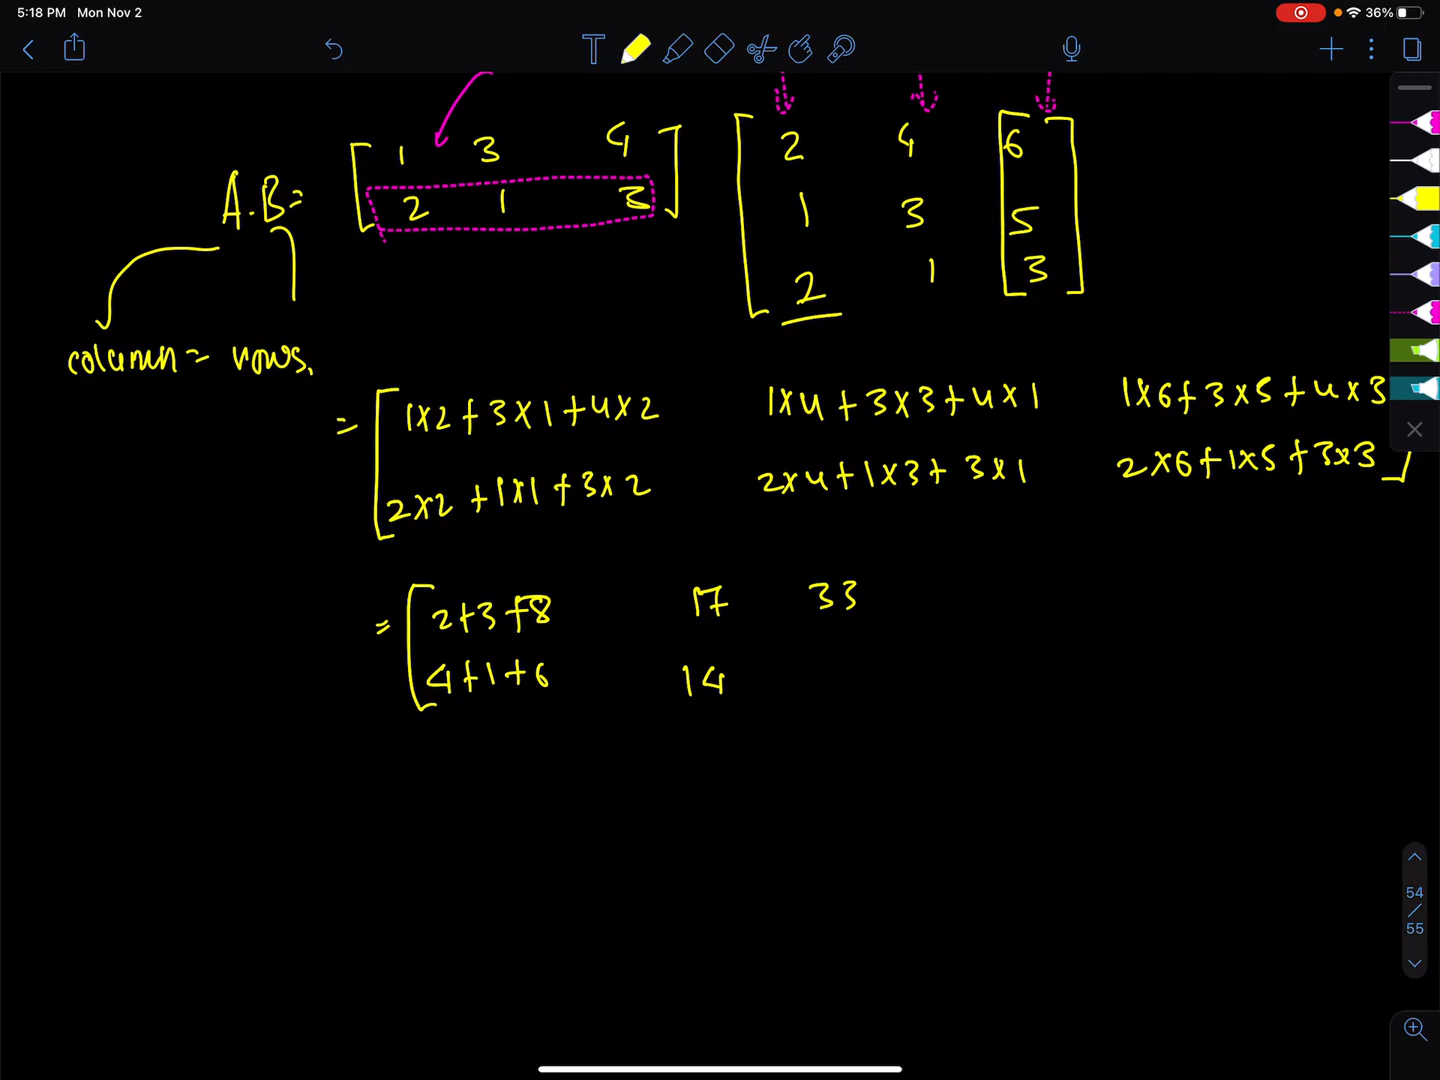 5:18 PM Mon Nov 2
36%
T
A.B= [ 1 3 4 ] [ 2 4 [ 6 ]
2 1 3 1 3 5
2 1 3
column = rows.
= [ 1x2+3x1+4x2 1x4+3x3+4x1 1x6+3x5+4x3
2x2+1x1+3x2 2x4+1x3+3x1 2x6+1x5+3x3 ]
= [ 2+3+8 17 33
4+1+6 14
54
/
55